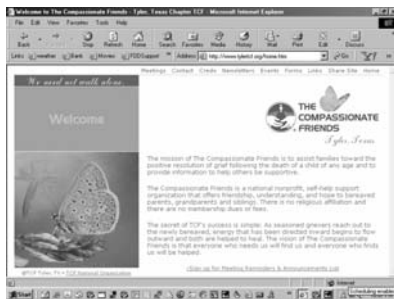 Welcome to The Compassionate Friends - Tyler, Texas Chapter TCF - Microsoft Internet Explorer
File Edit View Favorites Tools Help
Back Stop Refresh Home Search Favorites Media History Mail Print Edit Discuss
Links weather Bank Movies Support Address http://www.tylertcf.org/home.htm Go
Meetings Contact Credo Newsletters Events Forms Links Share Site Home
We need not walk alone.
Welcome
THE
COMPASSIONATE
FRIENDS
Tyler, Texas
The mission of The Compassionate Friends is to assist families toward the
positive resolution of grief following the death of a child of any age and to
provide information to help others be supportive.
The Compassionate Friends is a national nonprofit, self-help support
organization that offers friendship, understanding, and hope to bereaved
parents, grandparents and siblings. There is no religious affiliation and
there are no membership dues or fees.
The secret of TCF's success is simple. As seasoned grievers reach out to
the newly bereaved, energy that has been directed inward begins to flow
outward and both are helped to heal. The vision of The Compassionate
Friends is that everyone who needs us will find us and everyone who finds
us will be helped.
Sign up for Meeting Reminders & Announcements List
Internet
Start
Scheduling enabled